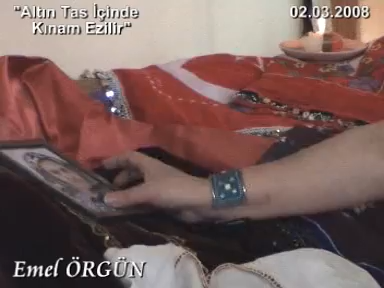 "Altın Tas İçinde
Kınam Ezilir"
02.03.2008
Emel ÖRGÜN